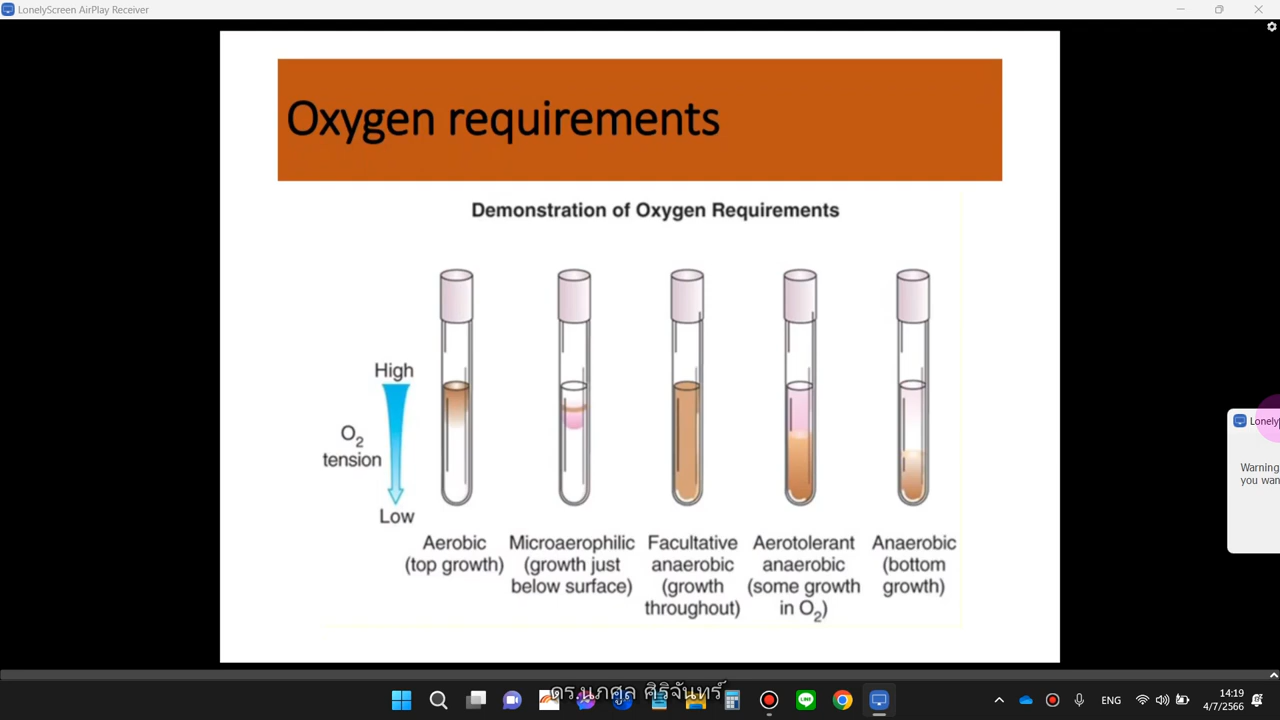 LonelyScreen AirPlay Receiver
Oxygen requirements
Demonstration of Oxygen Requirements
High
O2
tension
Low
Aerobic
(top growth)
Microaerophilic
(growth just
below surface)
Facultative
anaerobic
(growth
throughout)
Aerotolerant
anaerobic
(some growth
in O2)
Anaerobic
(bottom
growth)
Warning
you
ดร.นภศูล ศิริจันทร์
ENG
14:19
4/7/2566